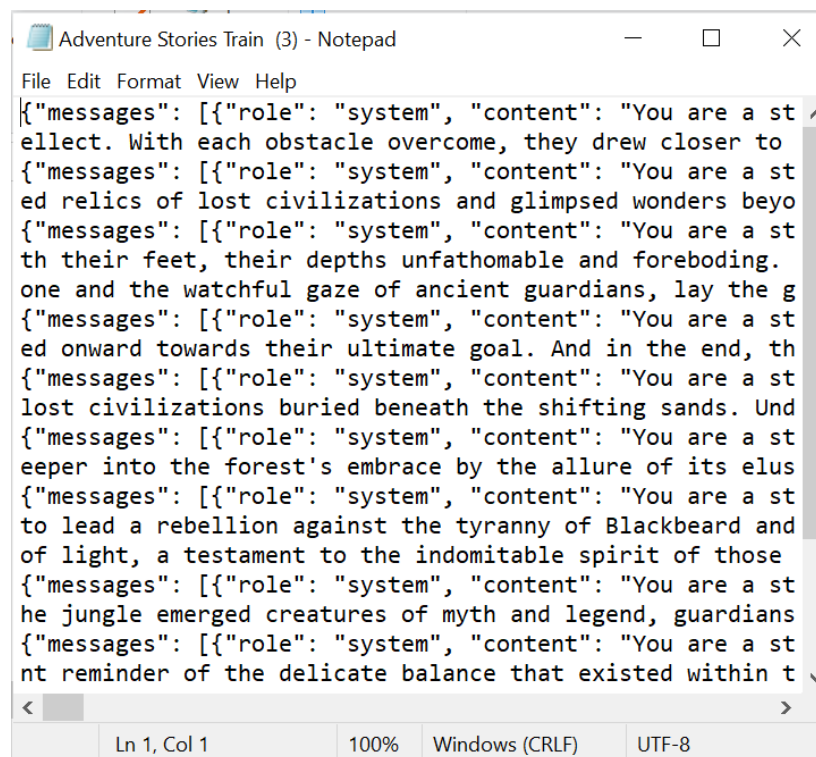 Adventure Stories Train (3) - Notepad
File Edit Format View Help
{"messages": [{"role": "system", "content": "You are a st
ellect. With each obstacle overcome, they drew closer to
{"messages": [{"role": "system", "content": "You are a st
ed relics of lost civilizations and glimpsed wonders beyo
{"messages": [{"role": "system", "content": "You are a st
th their feet, their depths unfathomable and foreboding.
one and the watchful gaze of ancient guardians, lay the g
{"messages": [{"role": "system", "content": "You are a st
ed onward towards their ultimate goal. And in the end, th
{"messages": [{"role": "system", "content": "You are a st
lost civilizations buried beneath the shifting sands. Und
{"messages": [{"role": "system", "content": "You are a st
eeper into the forest's embrace by the allure of its elus
{"messages": [{"role": "system", "content": "You are a st
to lead a rebellion against the tyranny of Blackbeard and
of light, a testament to the indomitable spirit of those
{"messages": [{"role": "system", "content": "You are a st
he jungle emerged creatures of myth and legend, guardians
{"messages": [{"role": "system", "content": "You are a st
nt reminder of the delicate balance that existed within t
Ln 1, Col 1 100% Windows (CRLF) UTF-8